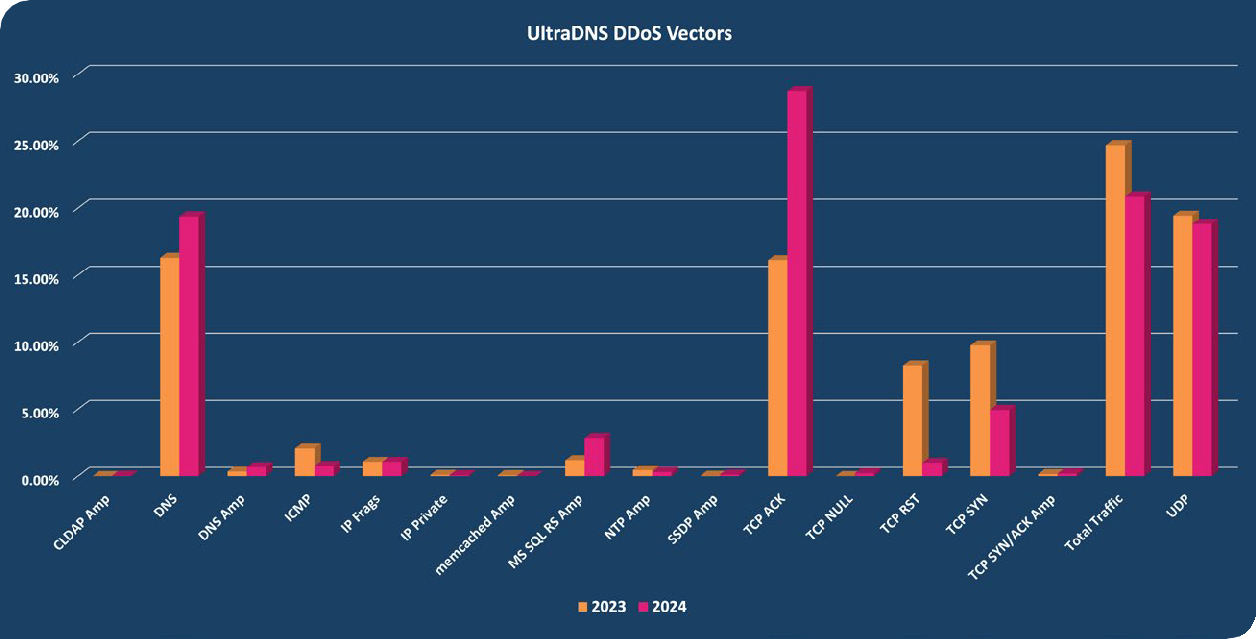 UltraDNS DDoS Vectors
30.00%
25.00%
20.00%
15.00%
10.00%
5.00%
0.00%
CLDAP Amp
DNS
DNS Amp
ICMP
IP Frags
IP Private
memcached Amp
MS SQL RS Amp
NTP Amp
SSDP Amp
TCP ACK
TCP NULL
TCP RST
TCP SYN
TCP SYN/ACK Amp
Total Traffic
UDP
2023 2024